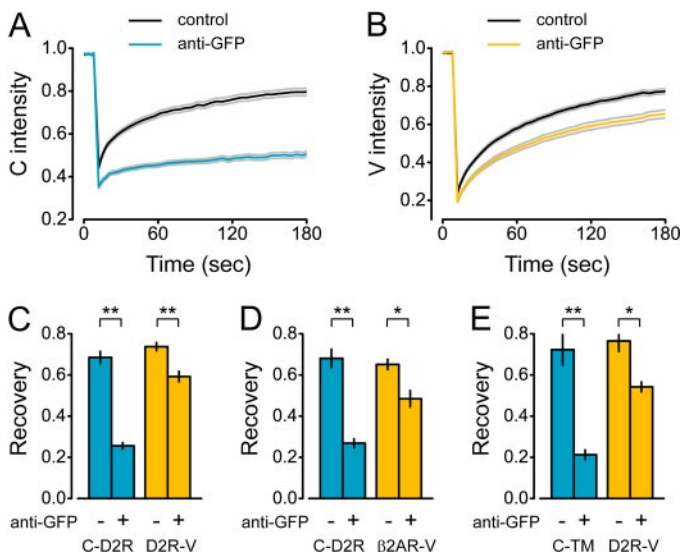 A
control
anti-GFP
C intensity
1.0
0.8
0.6
0.4
0.2
0
60
120
180
Time (sec)
B
control
anti-GFP
V intensity
1.0
0.8
0.6
0.4
0.2
0
60
120
180
Time (sec)
C
Recovery
0.8
0.6
0.4
0.2
0.0
** **
anti-GFP - + - +
C-D2R D2R-V
D
Recovery
0.8
0.6
0.4
0.2
0.0
** *
anti-GFP - + - +
C-D2R β2AR-V
E
Recovery
0.8
0.6
0.4
0.2
0.0
** *
anti-GFP - + - +
C-TM D2R-V